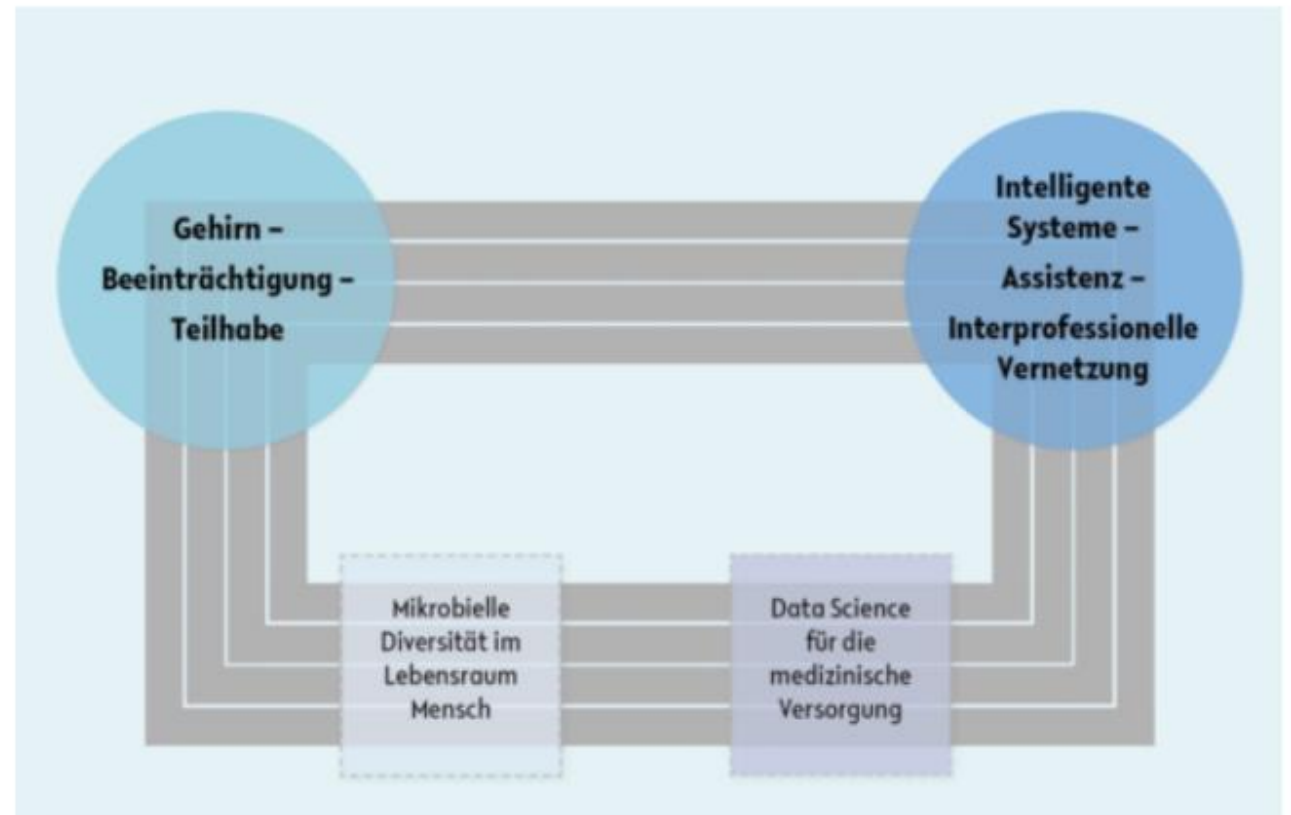 Gehirn –
Beeinträchtigung –
Teilhabe
Intelligente
Systeme –
Assistenz –
Interprofessionelle
Vernetzung
Mikrobielle
Diversität im
Lebensraum
Mensch
Data Science
für die
medizinische
Versorgung